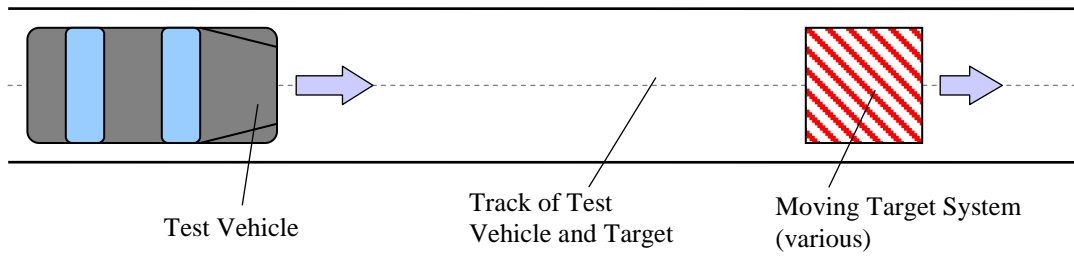 Test Vehicle
Track of Test
Vehicle and Target
Moving Target System
(various)